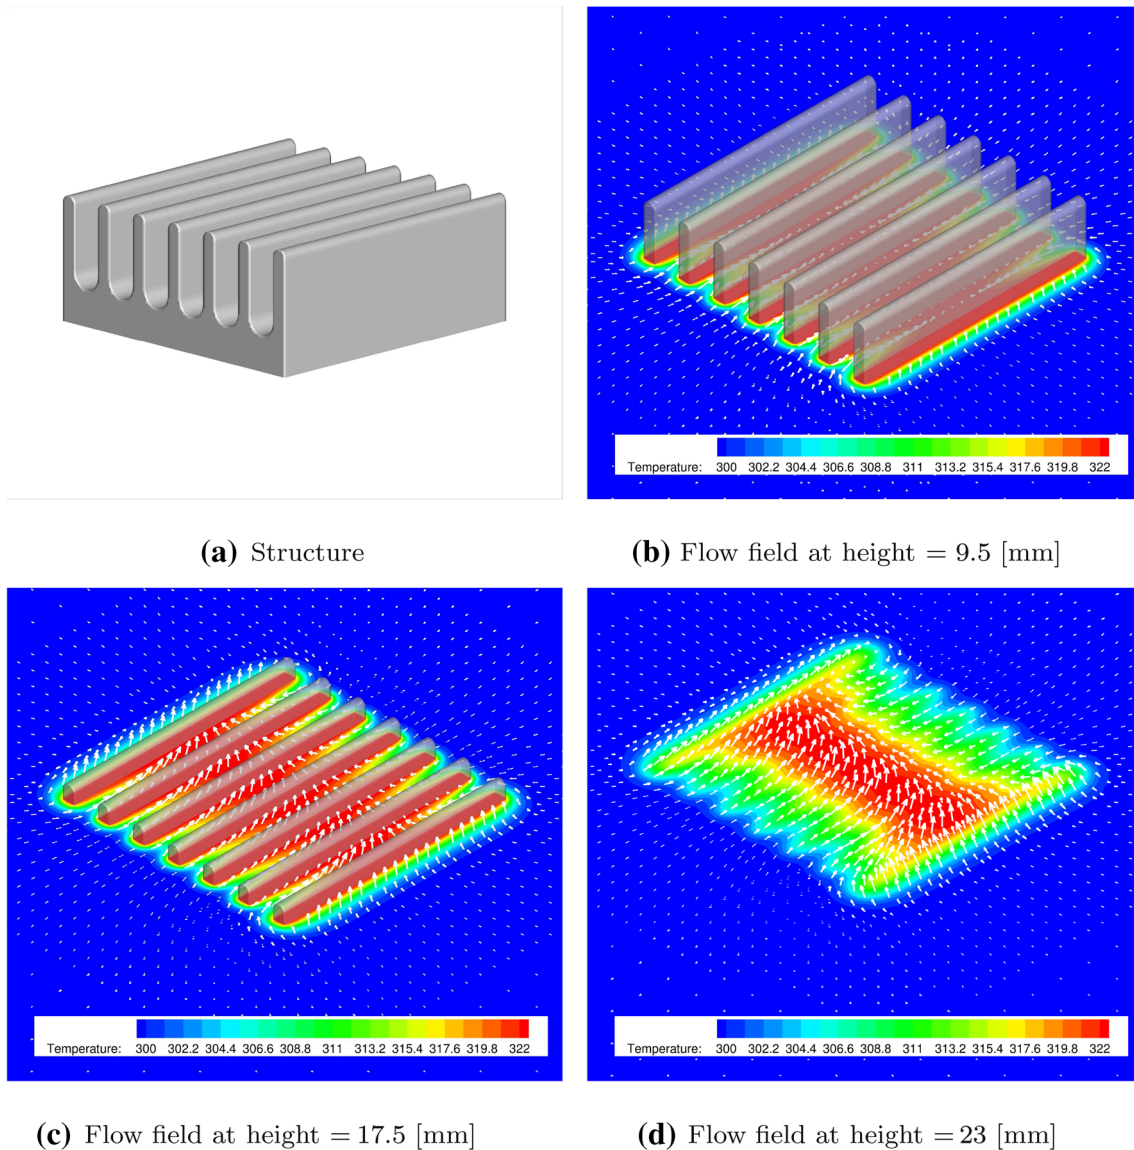 Temperature: 300 302.2 304.4 306.6 308.8 311 313.2 315.4 317.6 319.8 322
(a) Structure
(b) Flow field at height = 9.5 [mm]
Temperature: 300 302.2 304.4 306.6 308.8 311 313.2 315.4 317.6 319.8 322
Temperature: 300 302.2 304.4 306.6 308.8 311 313.2 315.4 317.6 319.8 322
(c) Flow field at height = 17.5 [mm]
(d) Flow field at height = 23 [mm]